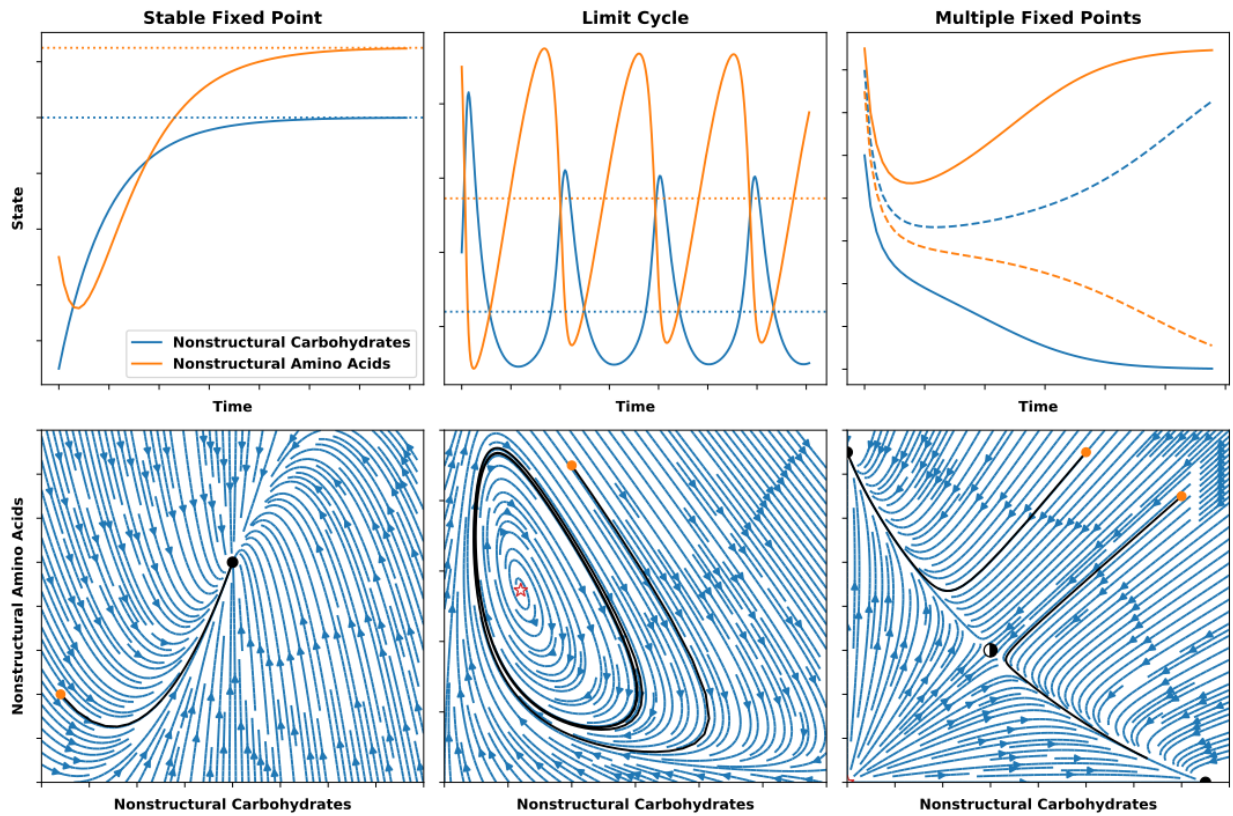 Stable Fixed Point
Limit Cycle
Multiple Fixed Points
State
Nonstructural Carbohydrates
Nonstructural Amino Acids
Time
Time
Time
Nonstructural Amino Acids
Nonstructural Carbohydrates
Nonstructural Carbohydrates
Nonstructural Carbohydrates